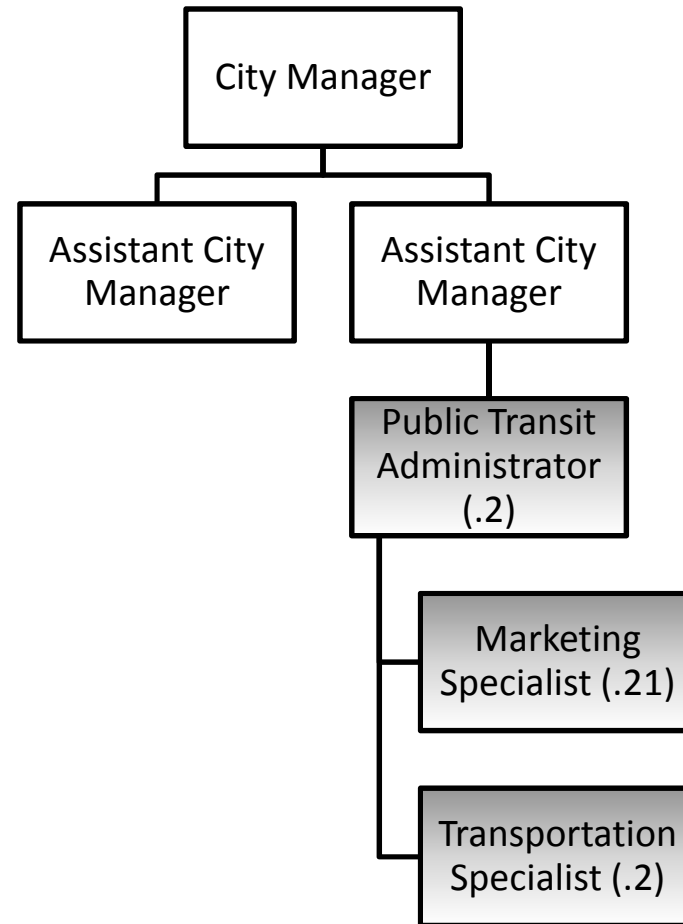 City Manager
Assistant City
Manager
Assistant City
Manager
Public Transit
Administrator
(.2)
Marketing
Specialist (.21)
Transportation
Specialist (.2)